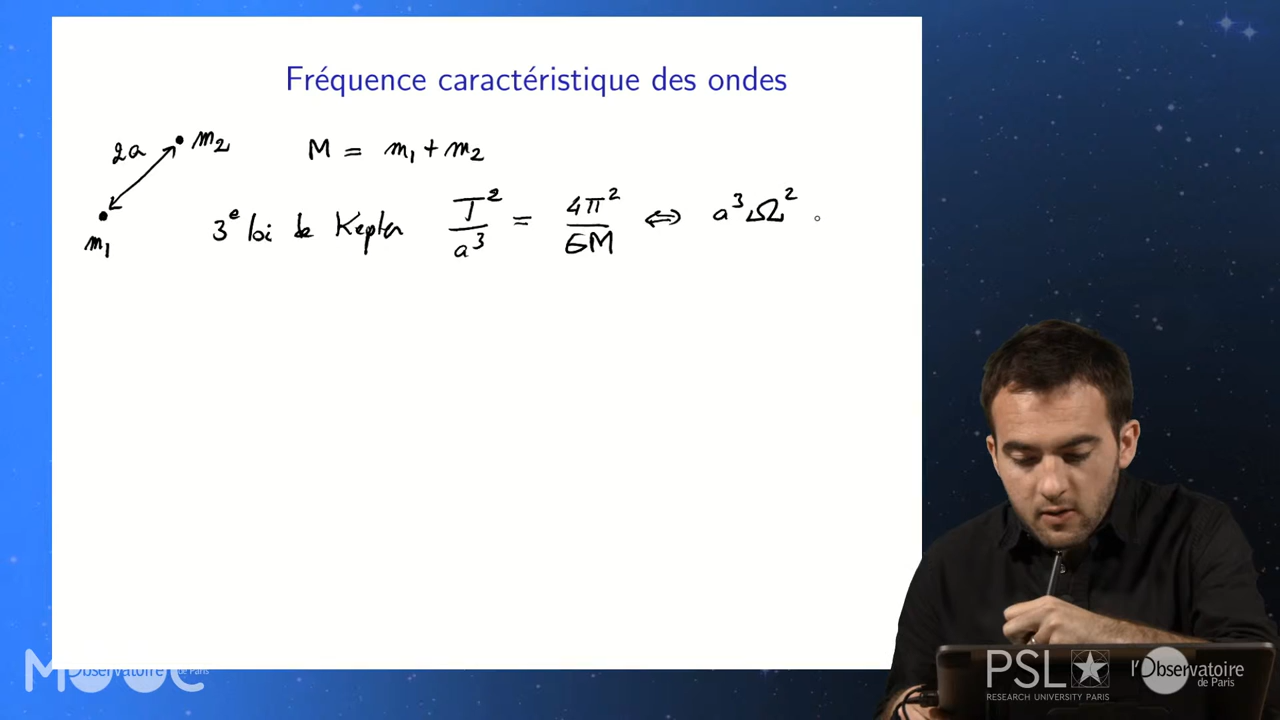 Fréquence caractéristique des ondes
2a
m₂
M = m₁ + m₂
m₁
3ᵉ loi de Kepler T²/a³ = 4π²/GM ⇔ a³Ω²
MOOC l'Observatoire de Paris
PSL
RESEARCH UNIVERSITY PARIS
l'Observatoire
de Paris